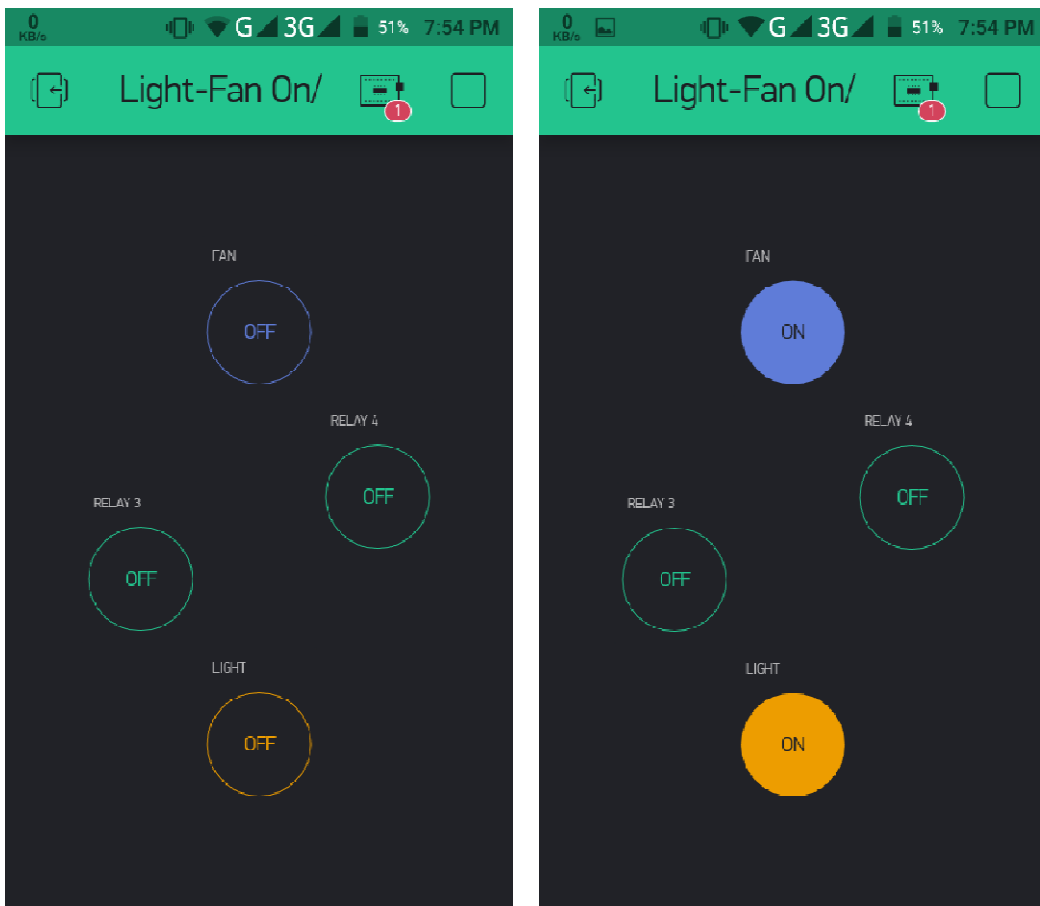 0
KB/s
G 3G 51% 7:54 PM
Light-Fan On/
1
FAN
OFF
RELAY 4
OFF
RELAY 3
OFF
LIGHT
OFF
0
KB/s
G 3G 51% 7:54 PM
Light-Fan On/
1
FAN
ON
RELAY 4
OFF
RELAY 3
OFF
LIGHT
ON